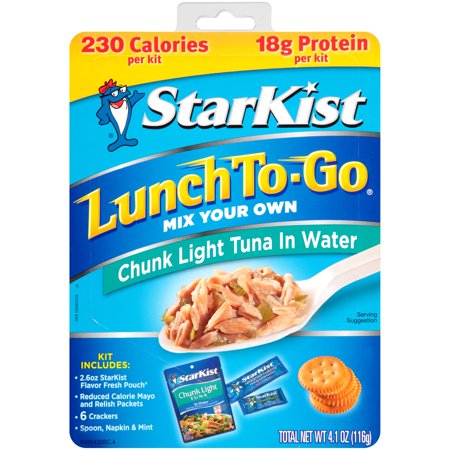 230 Calories
per kit
18g Protein
per kit
StarKist
Lunch To-Go®
MIX YOUR OWN
Chunk Light Tuna In Water
Serving
Suggestion
KIT
INCLUDES:
• 2.6oz StarKist
Flavor Fresh Pouch®
• Reduced Calorie Mayo
and Relish Packets
• 6 Crackers
• Spoon, Napkin & Mint
StarKist
Chunk Light
TUNA
In Water
TOTAL NET WT 4.1 OZ (116g)